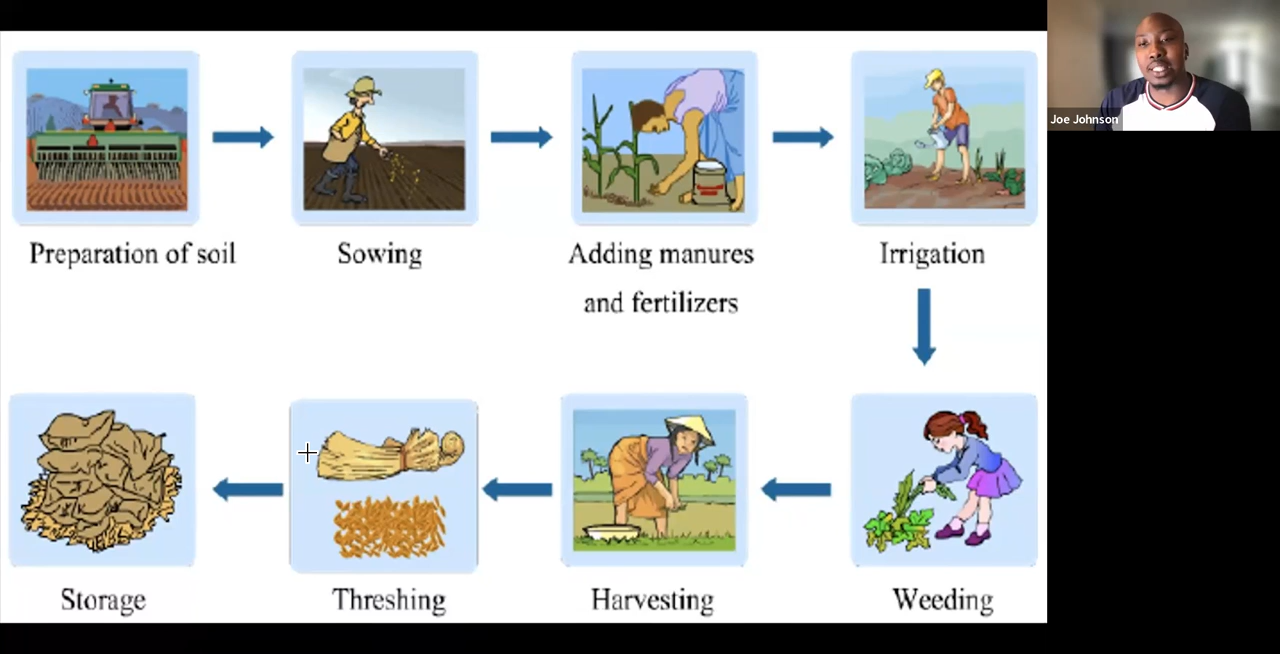 Joe Johnson
Preparation of soil
Sowing
Adding manures
and fertilizers
Irrigation
Storage
Threshing
Harvesting
Weeding